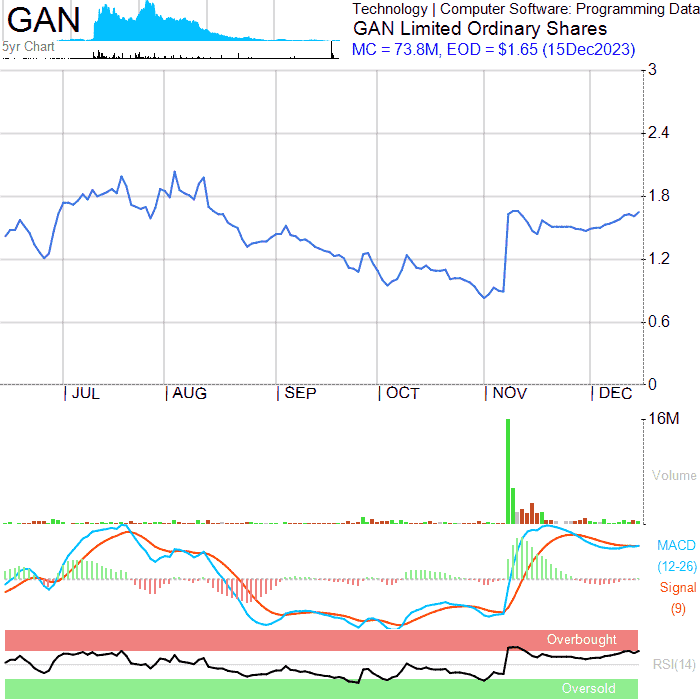 GAN
5yr Chart
Technology | Computer Software: Programming Data
GAN Limited Ordinary Shares
MC = 73.8M, EOD = $1.65 (15Dec2023)
3
2.4
1.8
1.2
0.6
0
| JUL | AUG | SEP | OCT | NOV | DEC
16M
Volume
MACD
(12-26)
Signal
(9)
Overbought
RSI(14)
Oversold